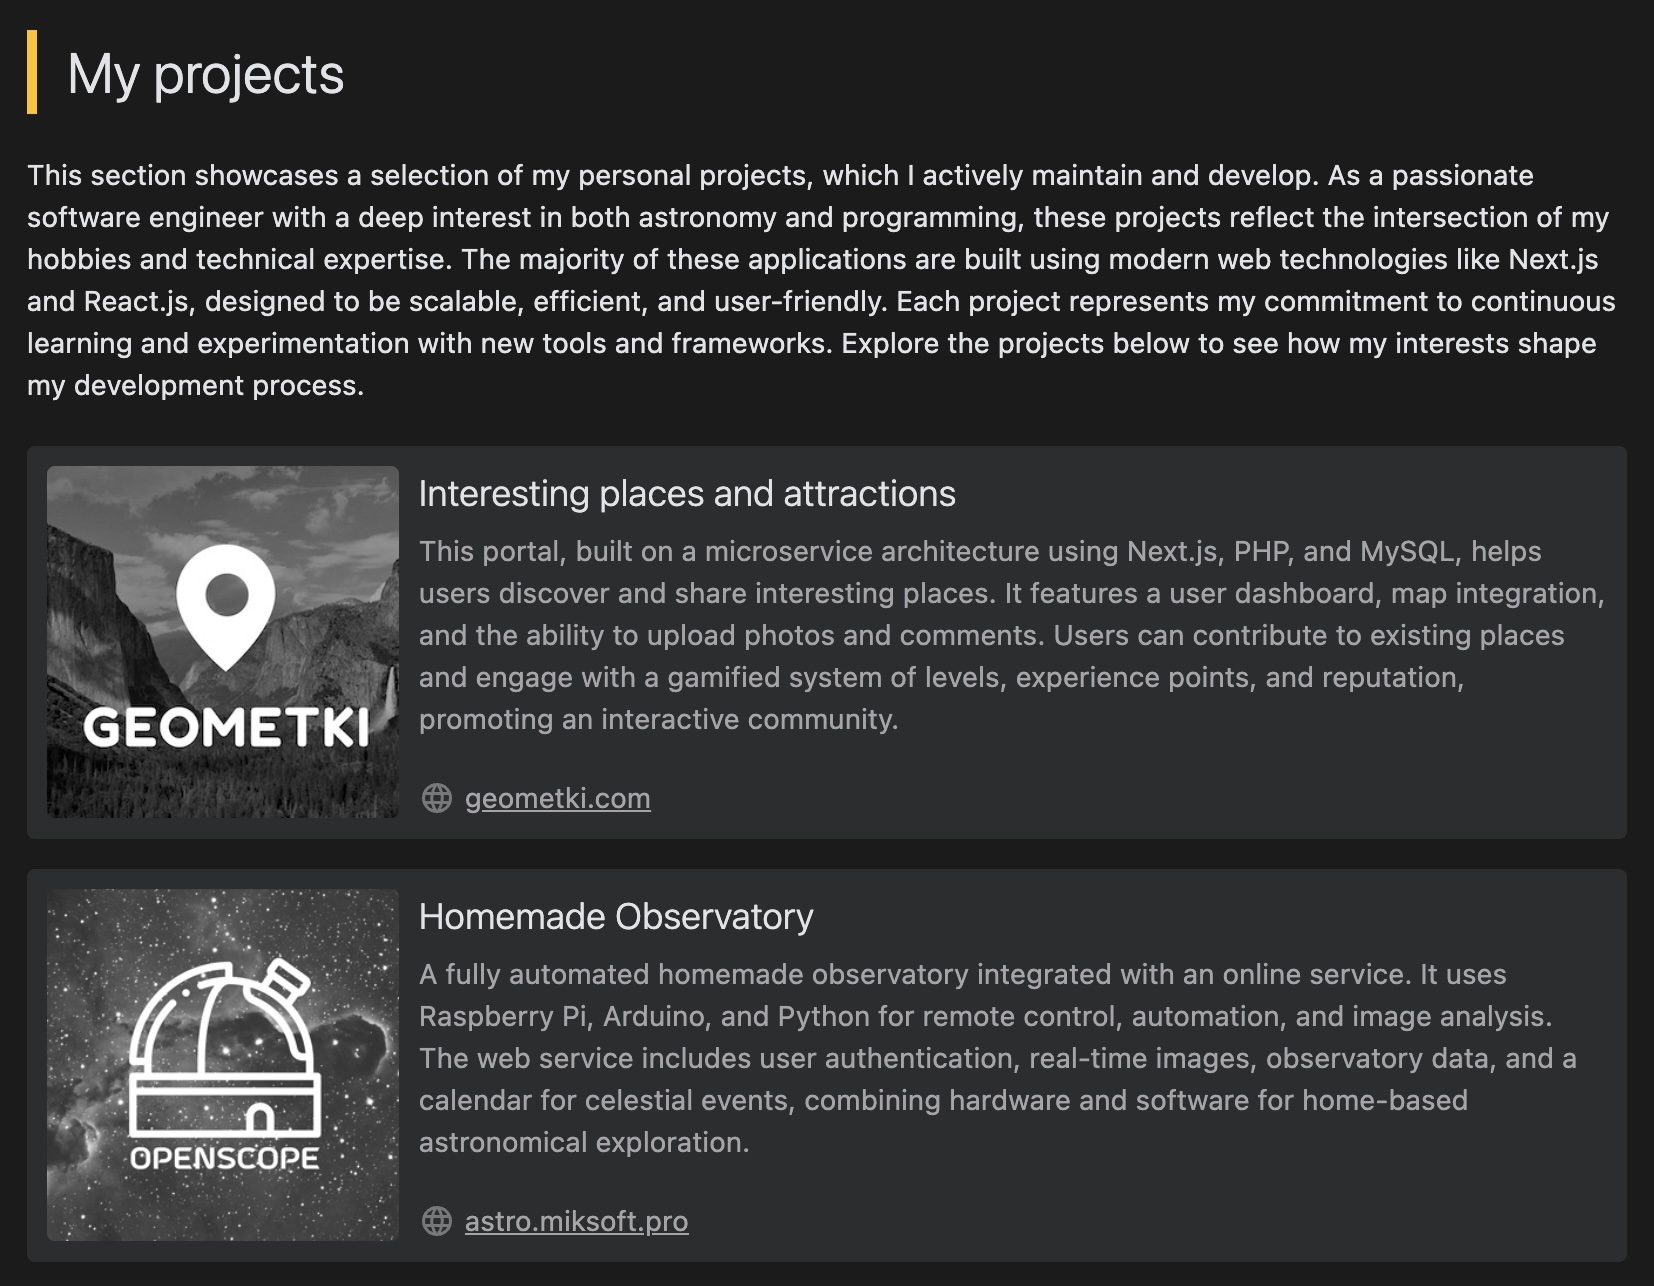 My projects
This section showcases a selection of my personal projects, which I actively maintain and develop. As a passionate
software engineer with a deep interest in both astronomy and programming, these projects reflect the intersection of my
hobbies and technical expertise. The majority of these applications are built using modern web technologies like Next.js
and React.js, designed to be scalable, efficient, and user-friendly. Each project represents my commitment to continuous
learning and experimentation with new tools and frameworks. Explore the projects below to see how my interests shape
my development process.
GEOMETKI
Interesting places and attractions
This portal, built on a microservice architecture using Next.js, PHP, and MySQL, helps
users discover and share interesting places. It features a user dashboard, map integration,
and the ability to upload photos and comments. Users can contribute to existing places
and engage with a gamified system of levels, experience points, and reputation,
promoting an interactive community.
geometki.com
OPENSCOPE
Homemade Observatory
A fully automated homemade observatory integrated with an online service. It uses
Raspberry Pi, Arduino, and Python for remote control, automation, and image analysis.
The web service includes user authentication, real-time images, observatory data, and a
calendar for celestial events, combining hardware and software for home-based
astronomical exploration.
astro.miksoft.pro